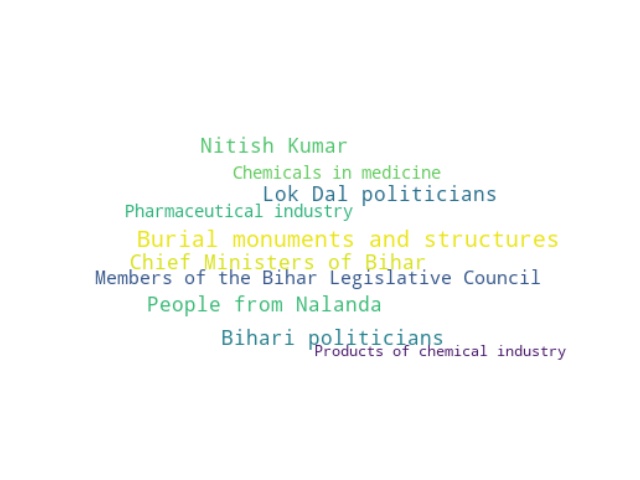 Nitish Kumar
Chemicals in medicine
Lok Dal politicians
Pharmaceutical industry
Burial monuments and structures
Chief Ministers of Bihar
Members of the Bihar Legislative Council
People from Nalanda
Bihari politicians
Products of chemical industry